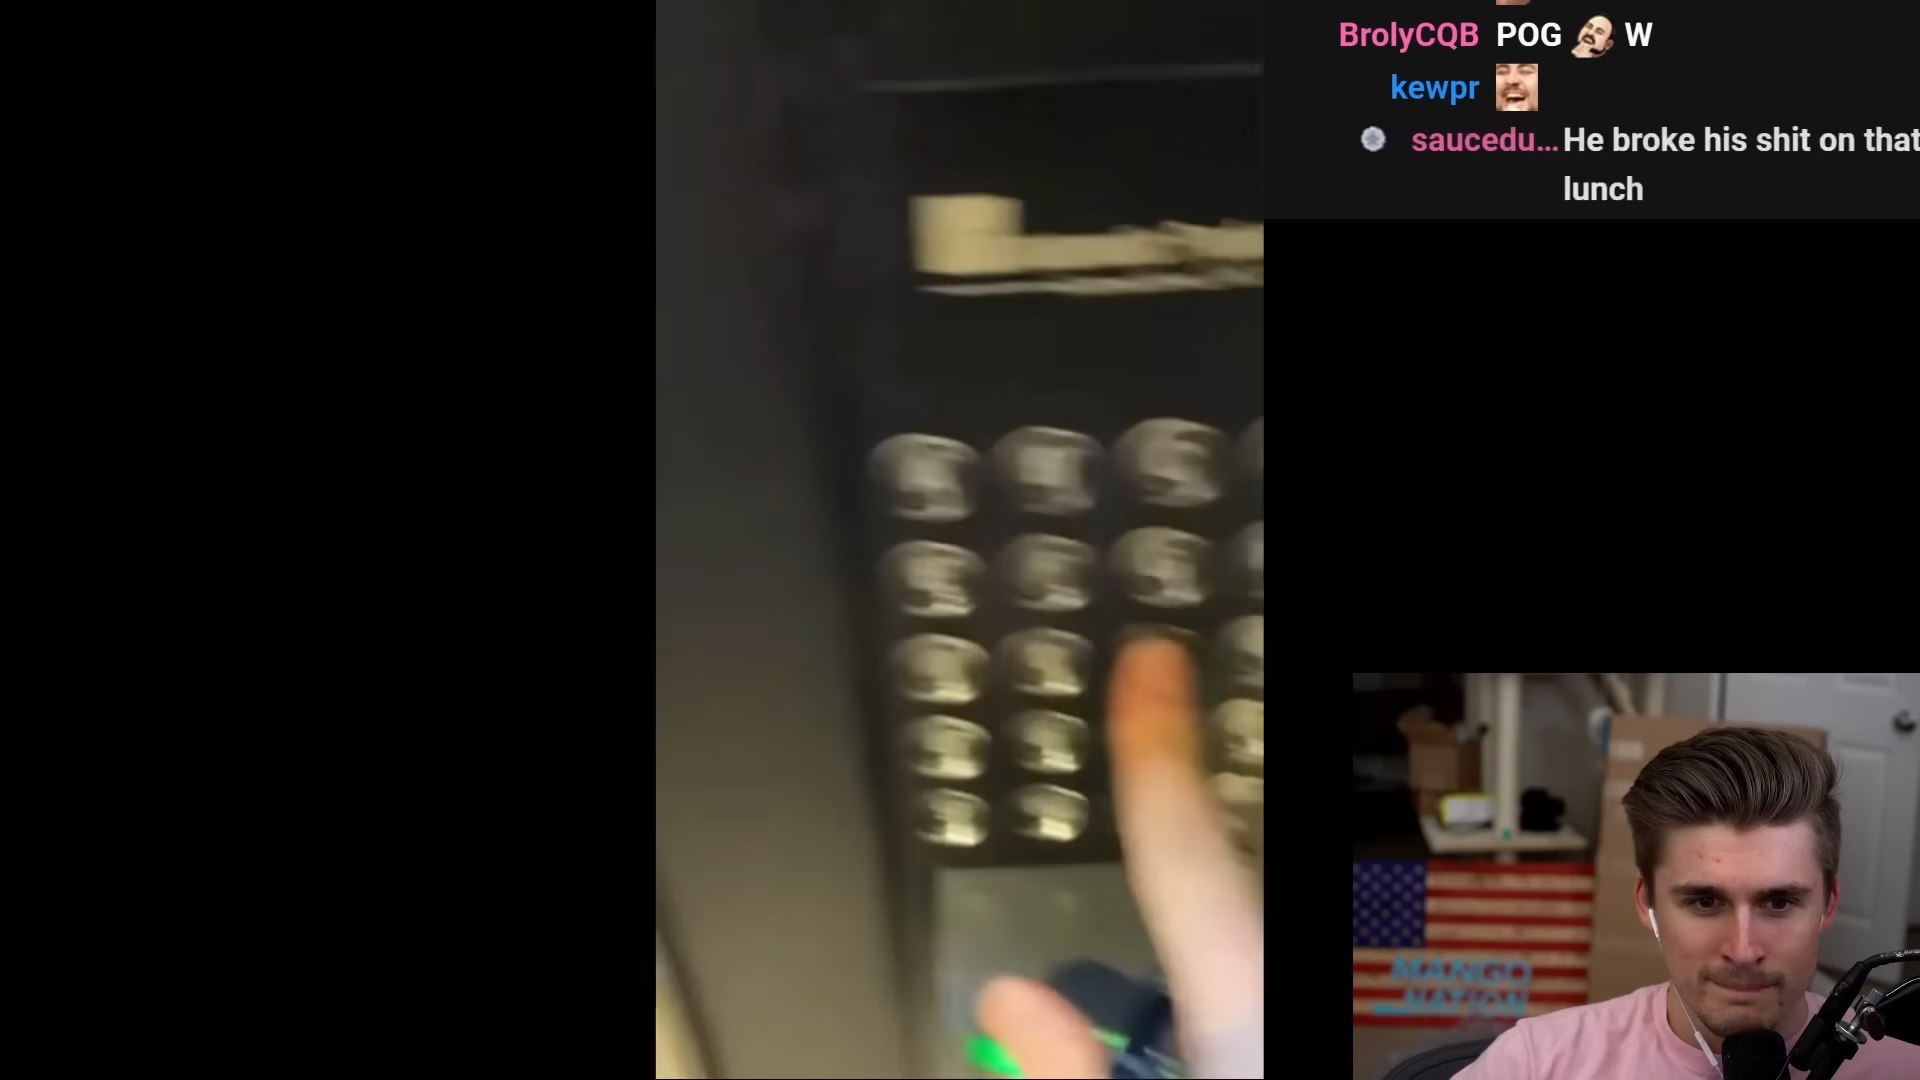 BrolyCQB POG W
kewpr
saucedu... He broke his shit on that
lunch
MANGO
NATION